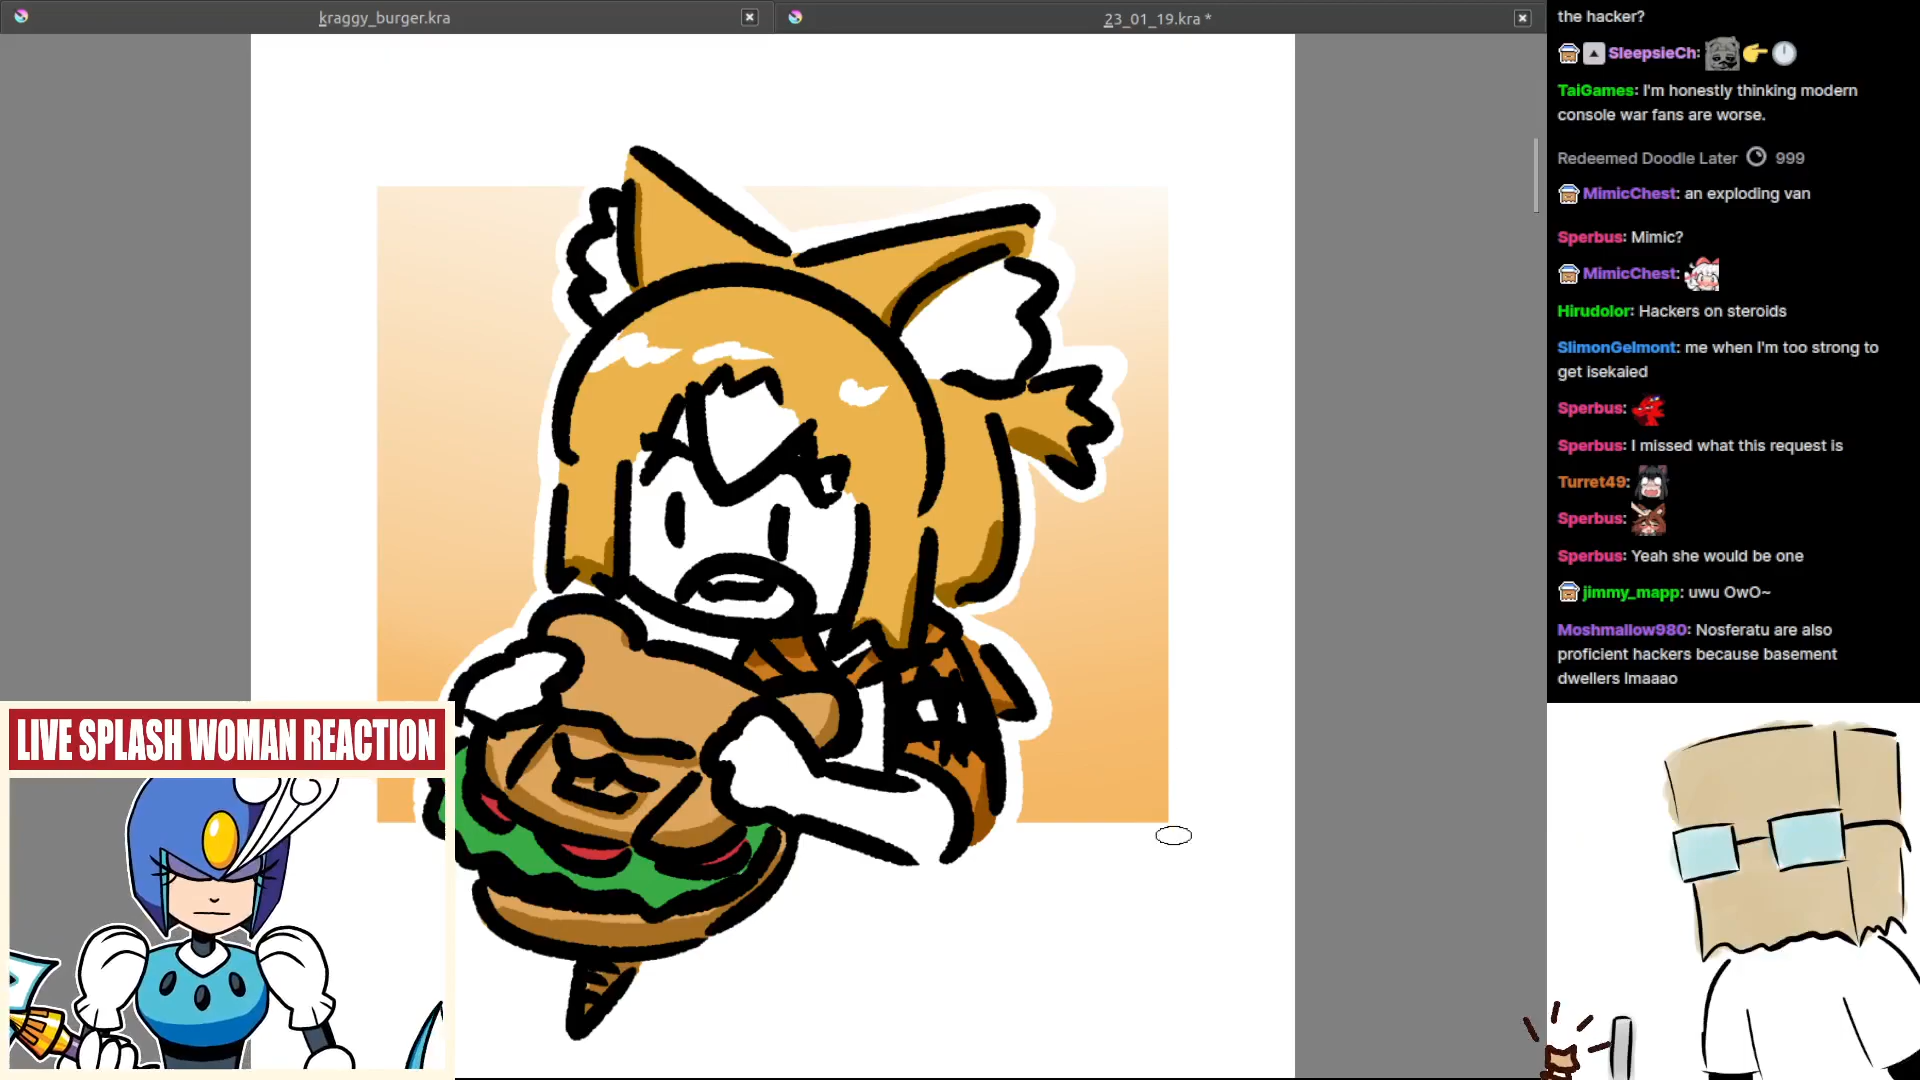 kraggy_burger.kra
23_01_19.kra *
the hacker?
SleepsieCh:
TaiGames: I'm honestly thinking modern
console war fans are worse.
Redeemed Doodle Later 999
MimicChest: an exploding van
Sperbus: Mimic?
MimicChest:
Hirudolor: Hackers on steroids
SlimonGelmont: me when I'm too strong to
get isekaled
Sperbus:
Sperbus: I missed what this request is
Turret49:
Sperbus:
Sperbus: Yeah she would be one
jimmy_mapp: uwu OwO~
Moshmallow980: Nosferatu are also
proficient hackers because basement
dwellers lmaaao
LIVE SPLASH WOMAN REACTION